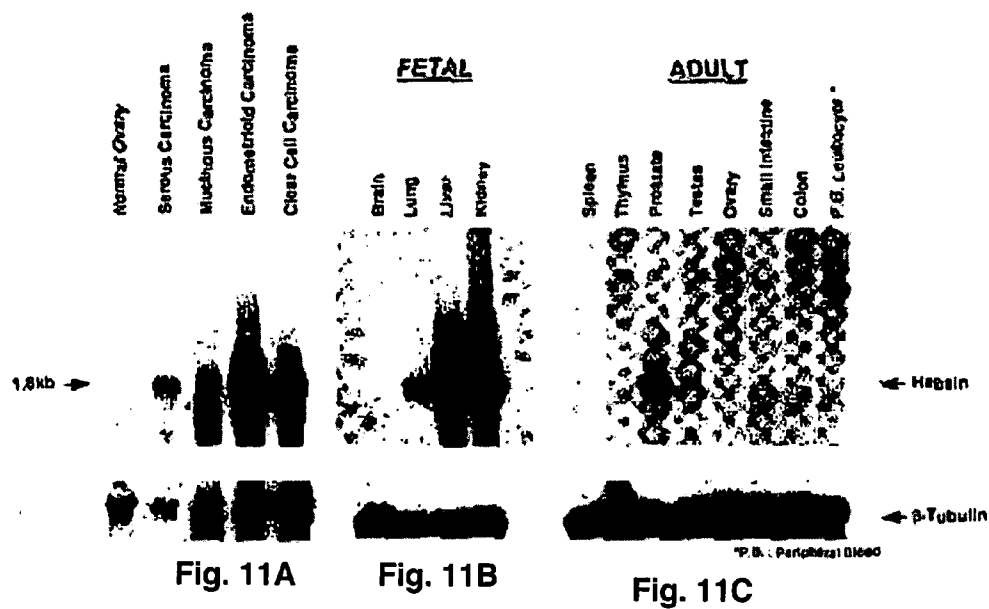 Normal Ovary
Serous Carcinoma
Mucinous Carcinoma
Endometrioid Carcinoma
Clear Cell Carcinoma
FETAL
Brain
Lung
Liver
Kidney
ADULT
Spleen
Thymus
Prostate
Testes
Ovary
Small Intestine
Colon
P.B. Leukocyte*
1.8kb
Hepsin
β-Tubulin
*P.B. : Peripheral Blood
Fig. 11A
Fig. 11B
Fig. 11C